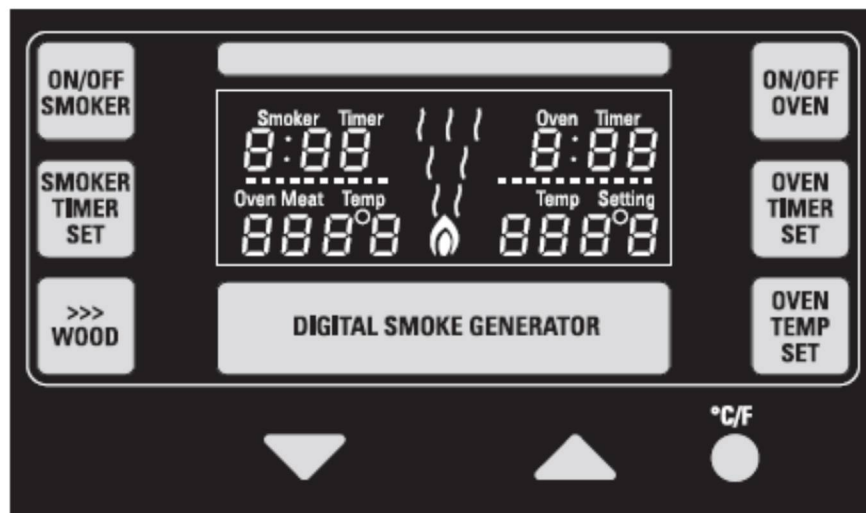 ON/OFF
SMOKER
SMOKER
TIMER
SET
>>>
WOOD
Smoker Timer
8:88
Oven Timer
8:88
Oven Meat Temp
888°8
Temp Setting
888°8
DIGITAL SMOKE GENERATOR
ON/OFF
OVEN
OVEN
TIMER
SET
OVEN
TEMP
SET
°C/F